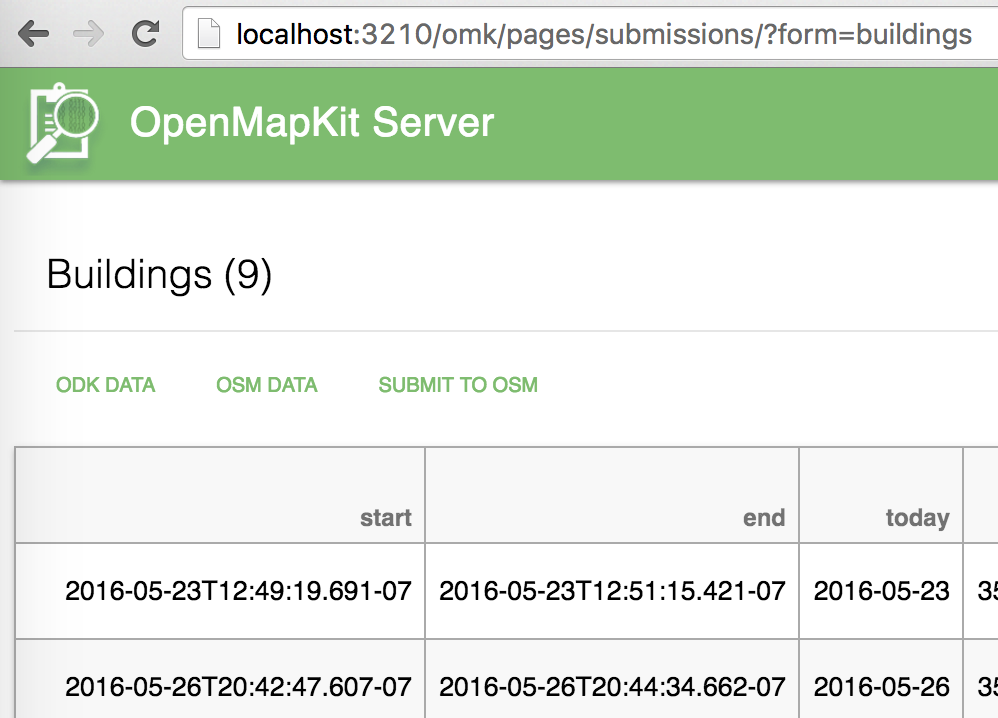 localhost:3210/omk/pages/submissions/?form=buildings
OpenMapKit Server
Buildings (9)
ODK DATA OSM DATA SUBMIT TO OSM
start end today
2016-05-23T12:49:19.691-07 2016-05-23T12:51:15.421-07 2016-05-23 35
2016-05-26T20:42:47.607-07 2016-05-26T20:44:34.662-07 2016-05-26 35